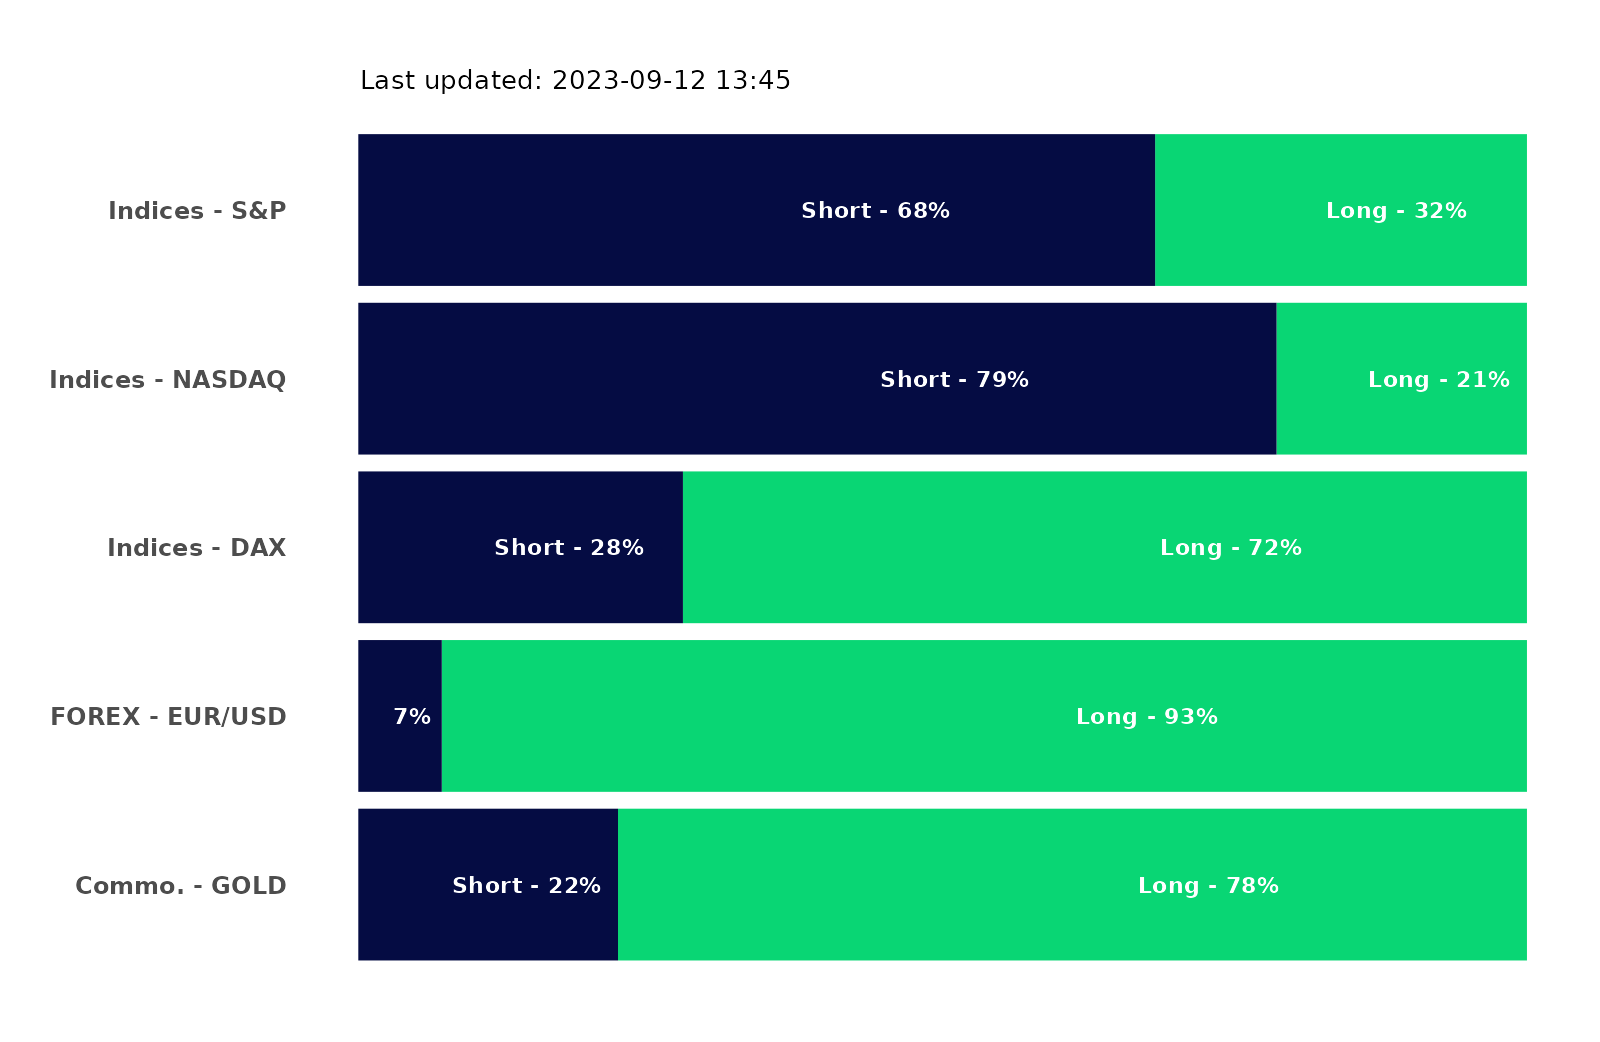 Last updated: 2023-09-12 13:45
Indices - S&P
Short - 68%
Long - 32%
Indices - NASDAQ
Short - 79%
Long - 21%
Indices - DAX
Short - 28%
Long - 72%
FOREX - EUR/USD
7%
Long - 93%
Commo. - GOLD
Short - 22%
Long - 78%